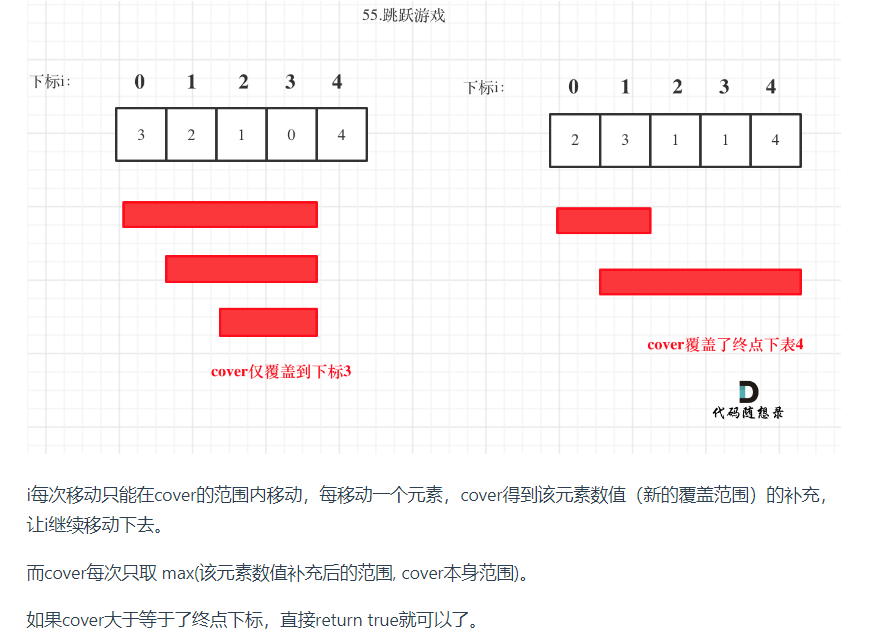 55.跳跃游戏
下标i: 0 1 2 3 4
3 2 1 0 4
cover仅覆盖到下标3
下标i: 0 1 2 3 4
2 3 1 1 4
cover覆盖了终点下表4
代码随想录
i每次移动只能在cover的范围内移动，每移动一个元素，cover得到该元素数值（新的覆盖范围）的补充，
让i继续移动下去。
而cover每次只取 max(该元素数值补充后的范围, cover本身范围)。
如果cover大于等于了终点下标，直接return true就可以了。